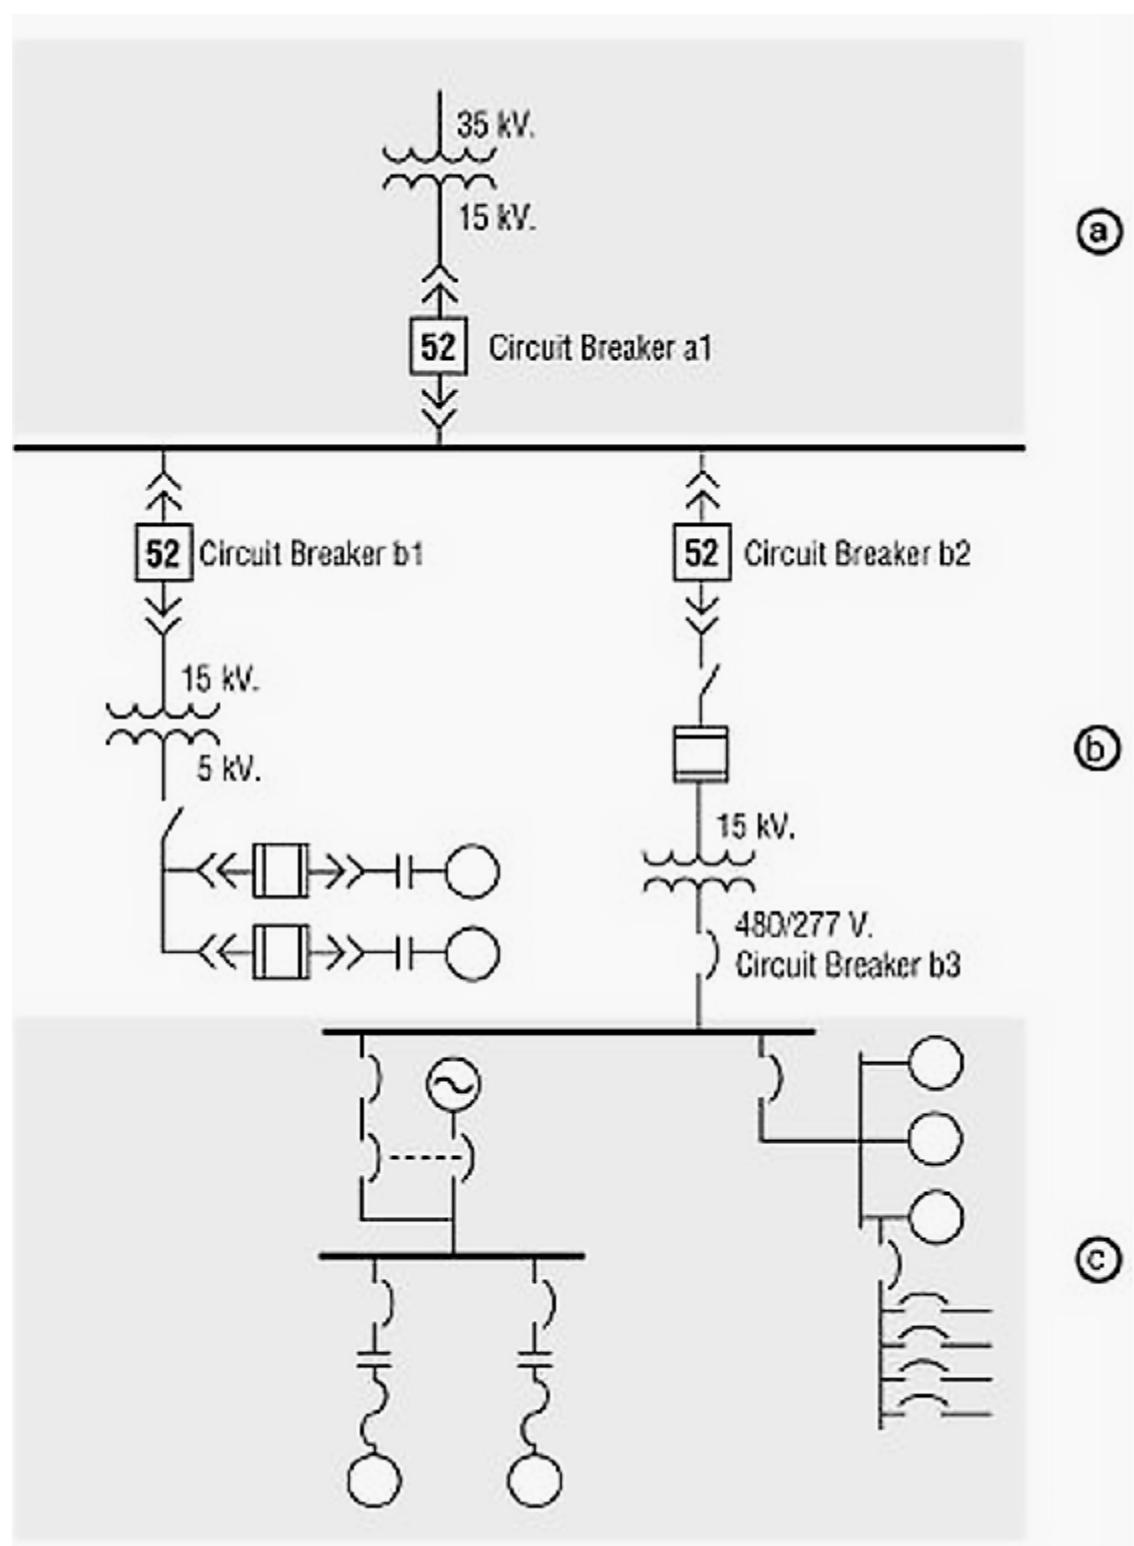 35 kV.
15 kV.
ⓐ
52 Circuit Breaker a1
52 Circuit Breaker b1
52 Circuit Breaker b2
15 kV.
5 kV.
ⓑ
15 kV.
480/277 V.
Circuit Breaker b3
ⓒ